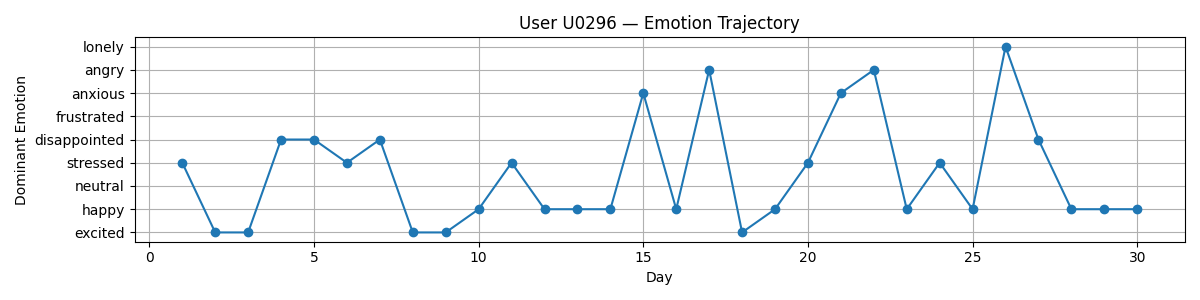 User U0296 — Emotion Trajectory
Dominant Emotion
lonely
angry
anxious
frustrated
disappointed
stressed
neutral
happy
excited
0 5 10 15 20 25 30
Day